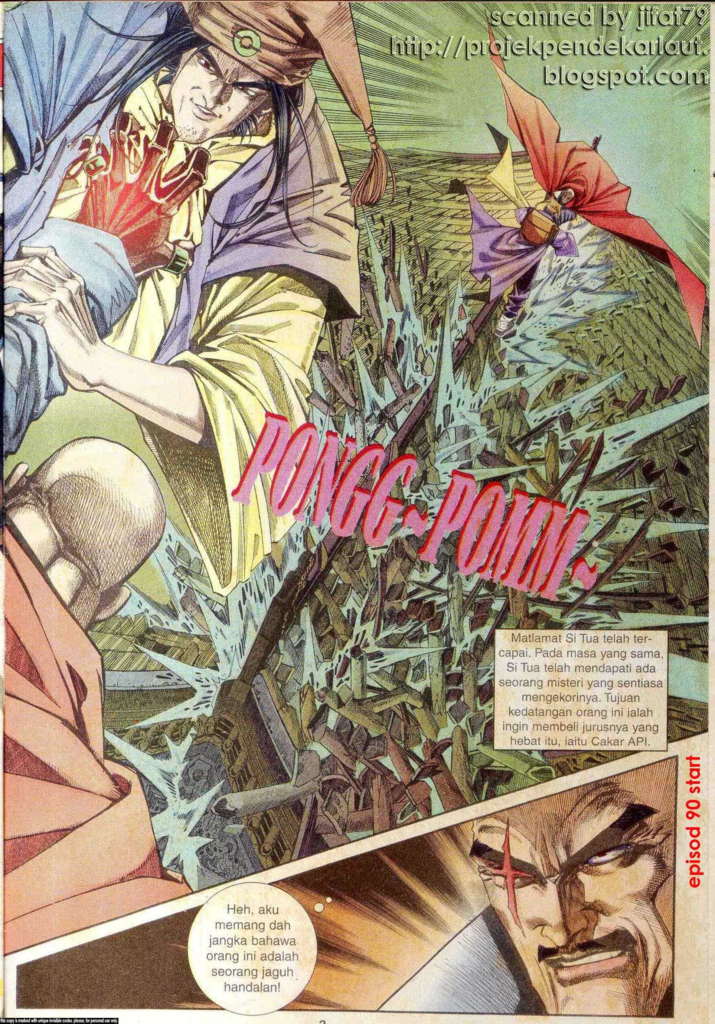 scanned by jifat79
http://projekpendekarlaut.
blogspot.com
PONGG~POMM~
Matlamat Si Tua telah ter-
capai. Pada masa yang sama,
Si Tua telah mendapati ada
seorang misteri yang sentiasa
mengekorinya. Tujuan
kedatangan orang ini ialah
ingin membeli jurusnya yang
hebat itu, iaitu Cakar API.
episod 90 start
Heh, aku
memang dah
jangka bahawa
orang ini adalah
seorang jaguh
handalan!